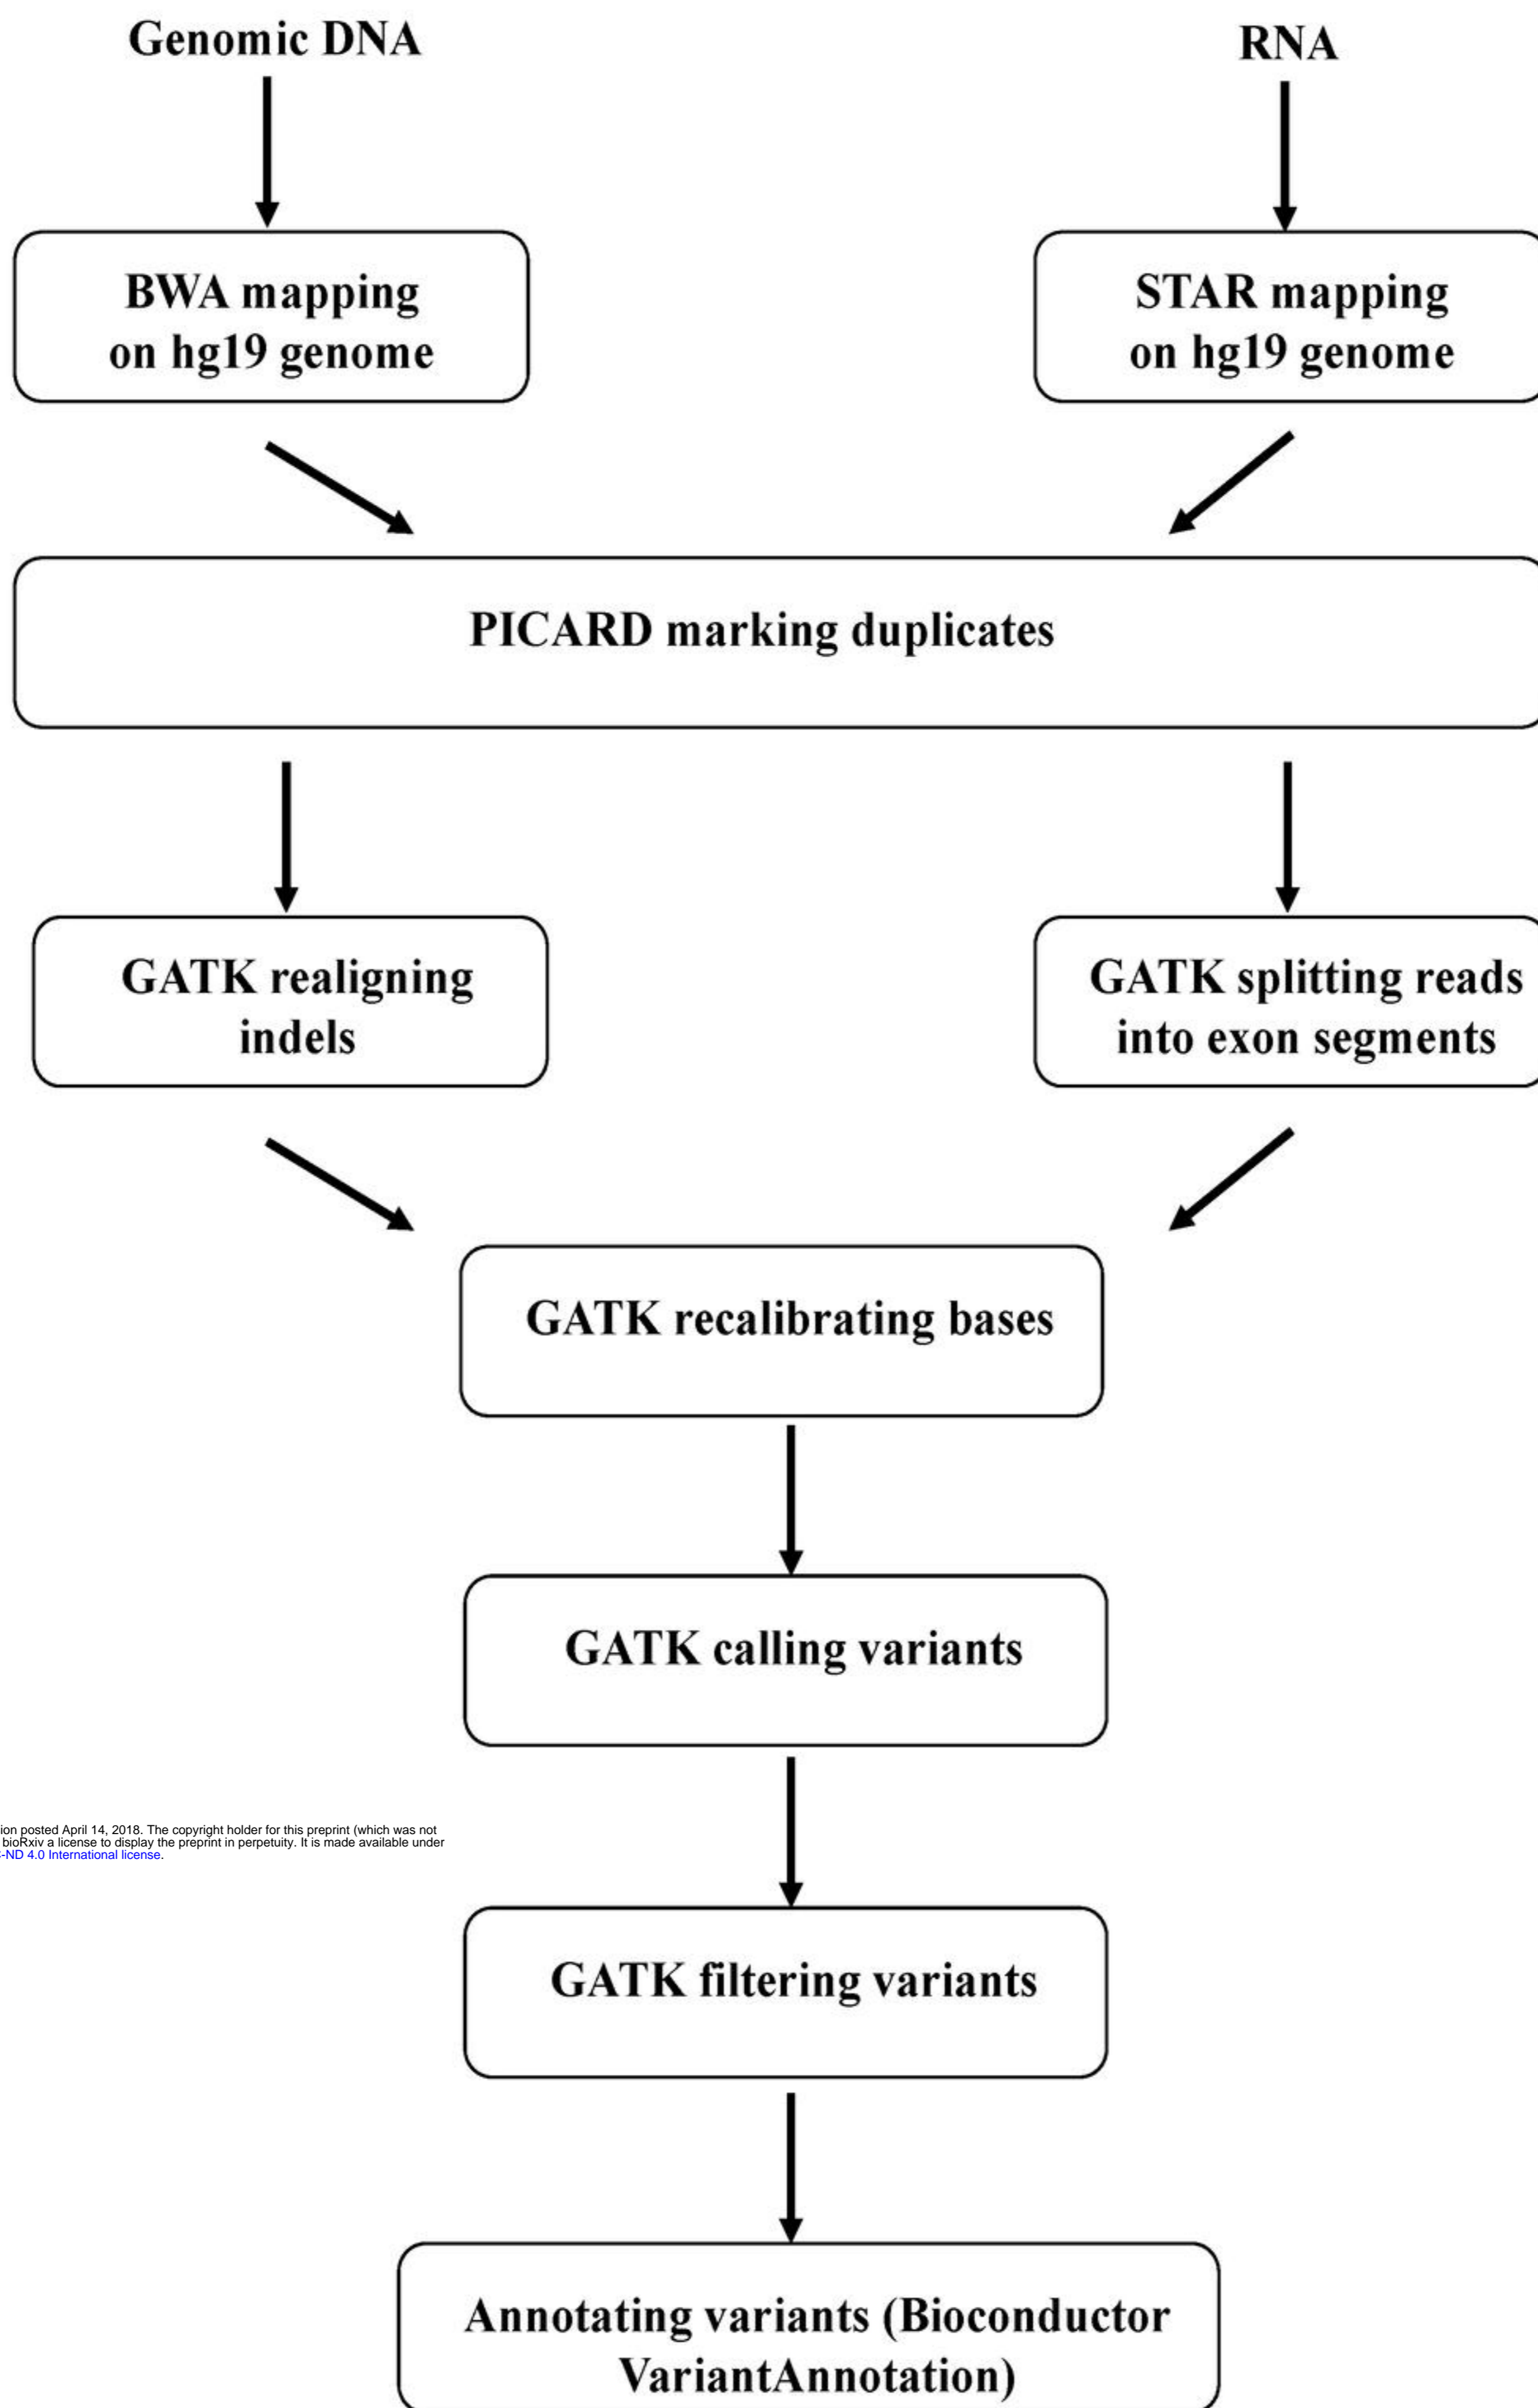 Genomic DNA
RNA
BWA mapping
on hg19 genome
STAR mapping
on hg19 genome
PICARD marking duplicates
GATK realigning
indels
GATK splitting reads
into exon segments
GATK recalibrating bases
GATK calling variants
ion posted April 14, 2018. The copyright holder for this preprint (which was not
bioRxiv a license to display the preprint in perpetuity. It is made available under
-ND 4.0 International license.
GATK filtering variants
Annotating variants (Bioconductor
VariantAnnotation)